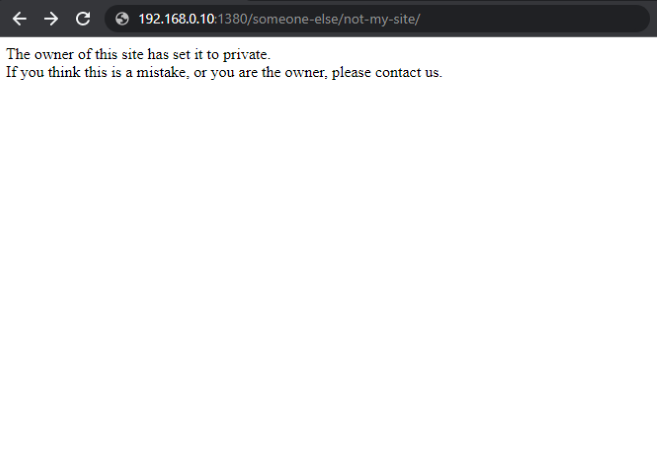 192.168.0.10:1380/someone-else/not-my-site/
The owner of this site has set it to private.
If you think this is a mistake, or you are the owner, please contact us.